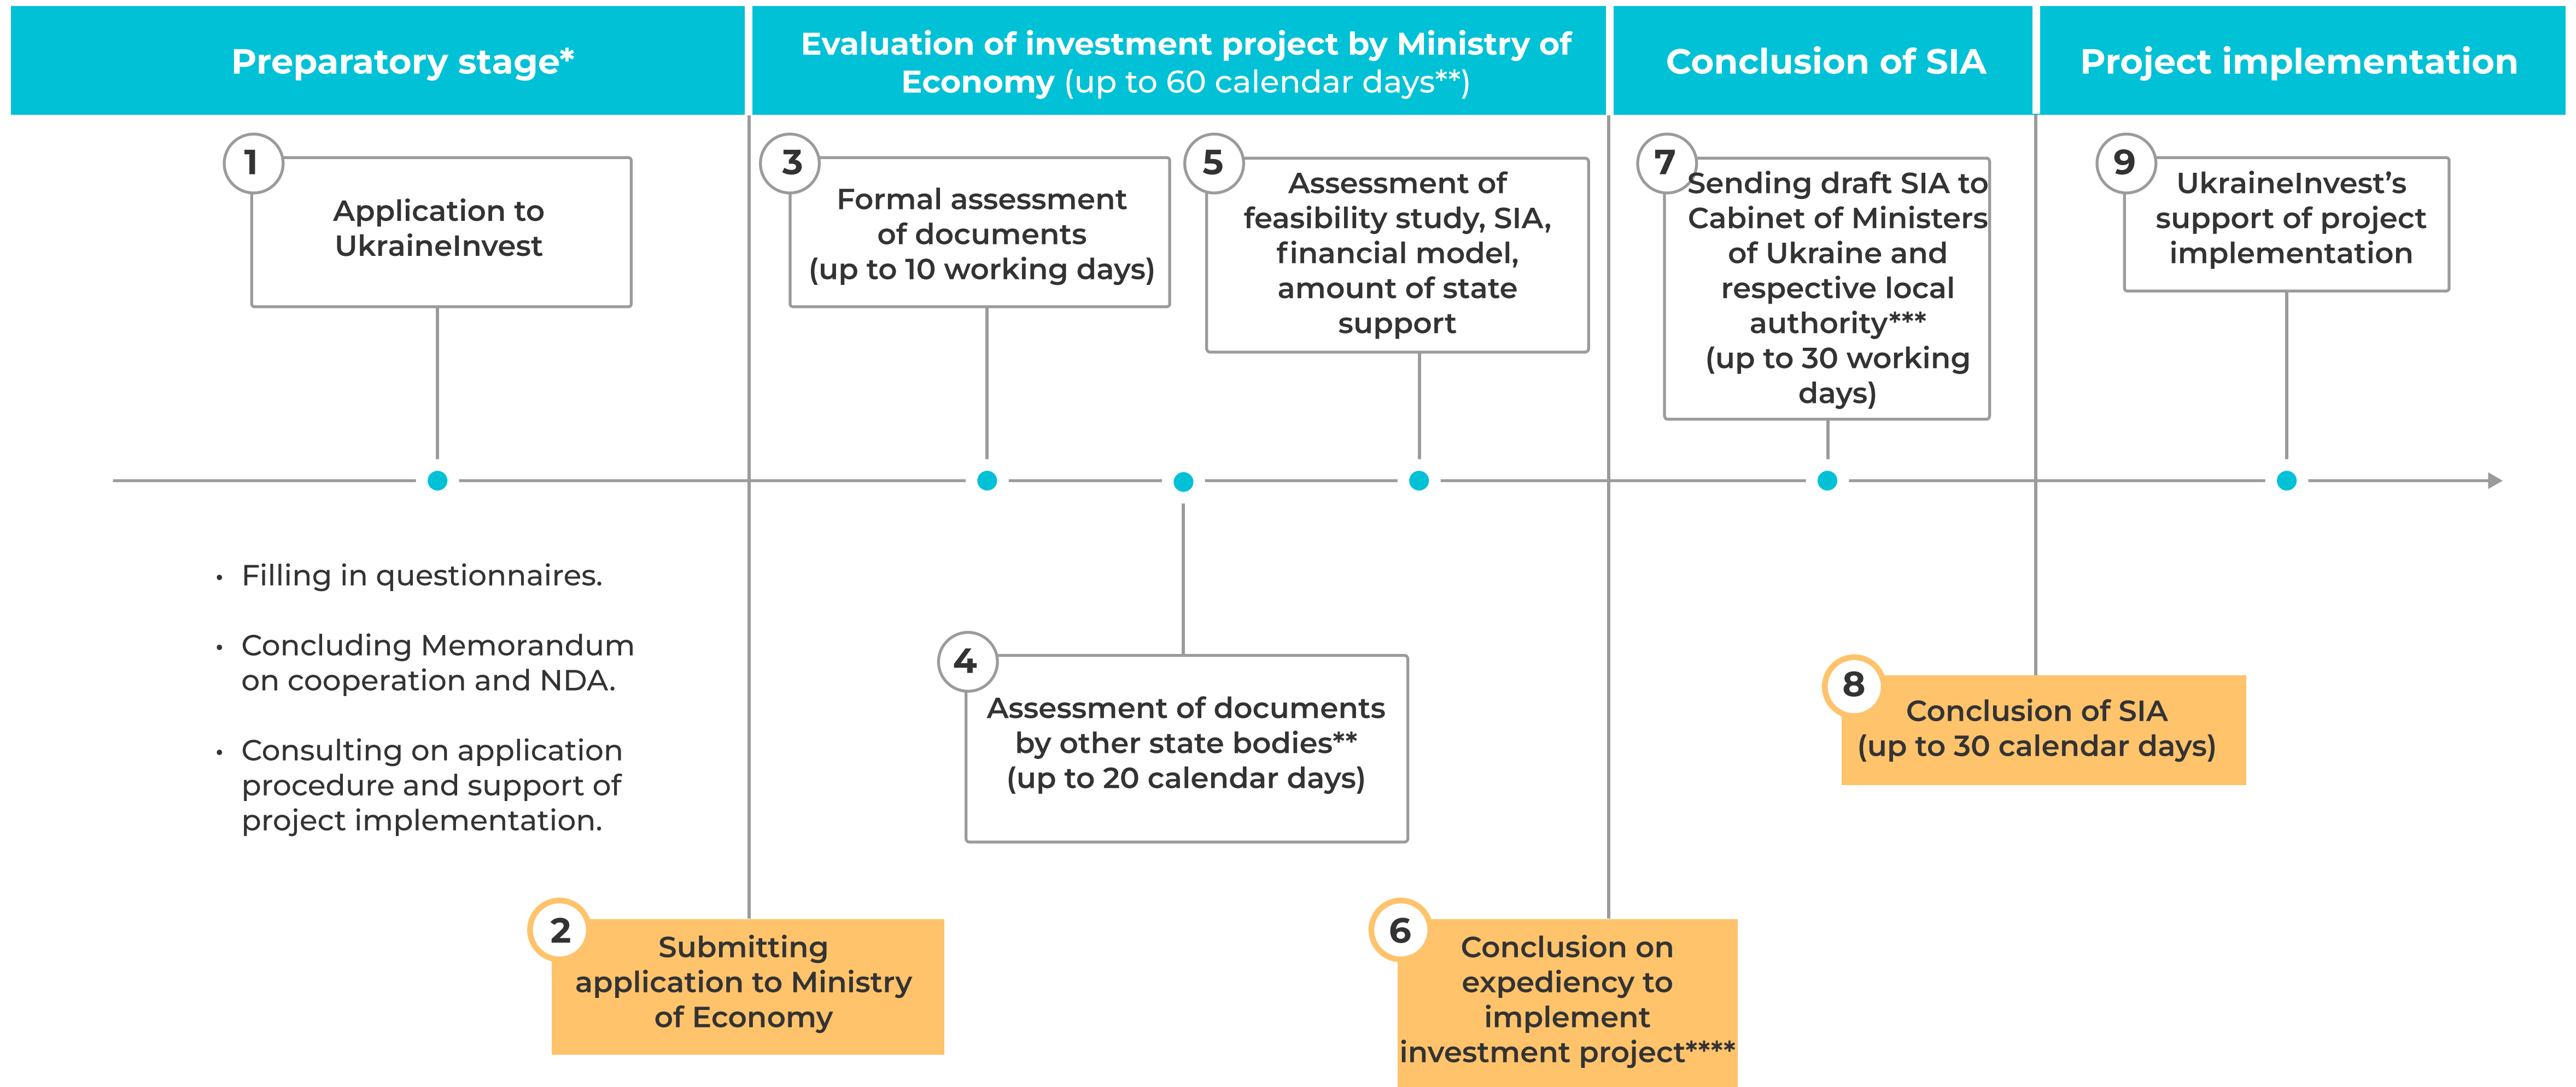 Preparatory stage*
Evaluation of investment project by Ministry of
Economy (up to 60 calendar days**)
Conclusion of SIA
Project implementation
1
Application to
UkraineInvest
3
Formal assessment
of documents
(up to 10 working days)
5
Assessment of
feasibility study, SIA,
financial model,
amount of state
support
7
Sending draft SIA to
Cabinet of Ministers
of Ukraine and
respective local
authority***
(up to 30 working
days)
9
UkraineInvest’s
support of project
implementation
• Filling in questionnaires.
• Concluding Memorandum
on cooperation and NDA.
• Consulting on application
procedure and support of
project implementation.
4
Assessment of documents
by other state bodies**
(up to 20 calendar days)
8
Conclusion of SIA
(up to 30 calendar days)
2
Submitting
application to Ministry
of Economy
6
Conclusion on
expediency to
implement
investment project****